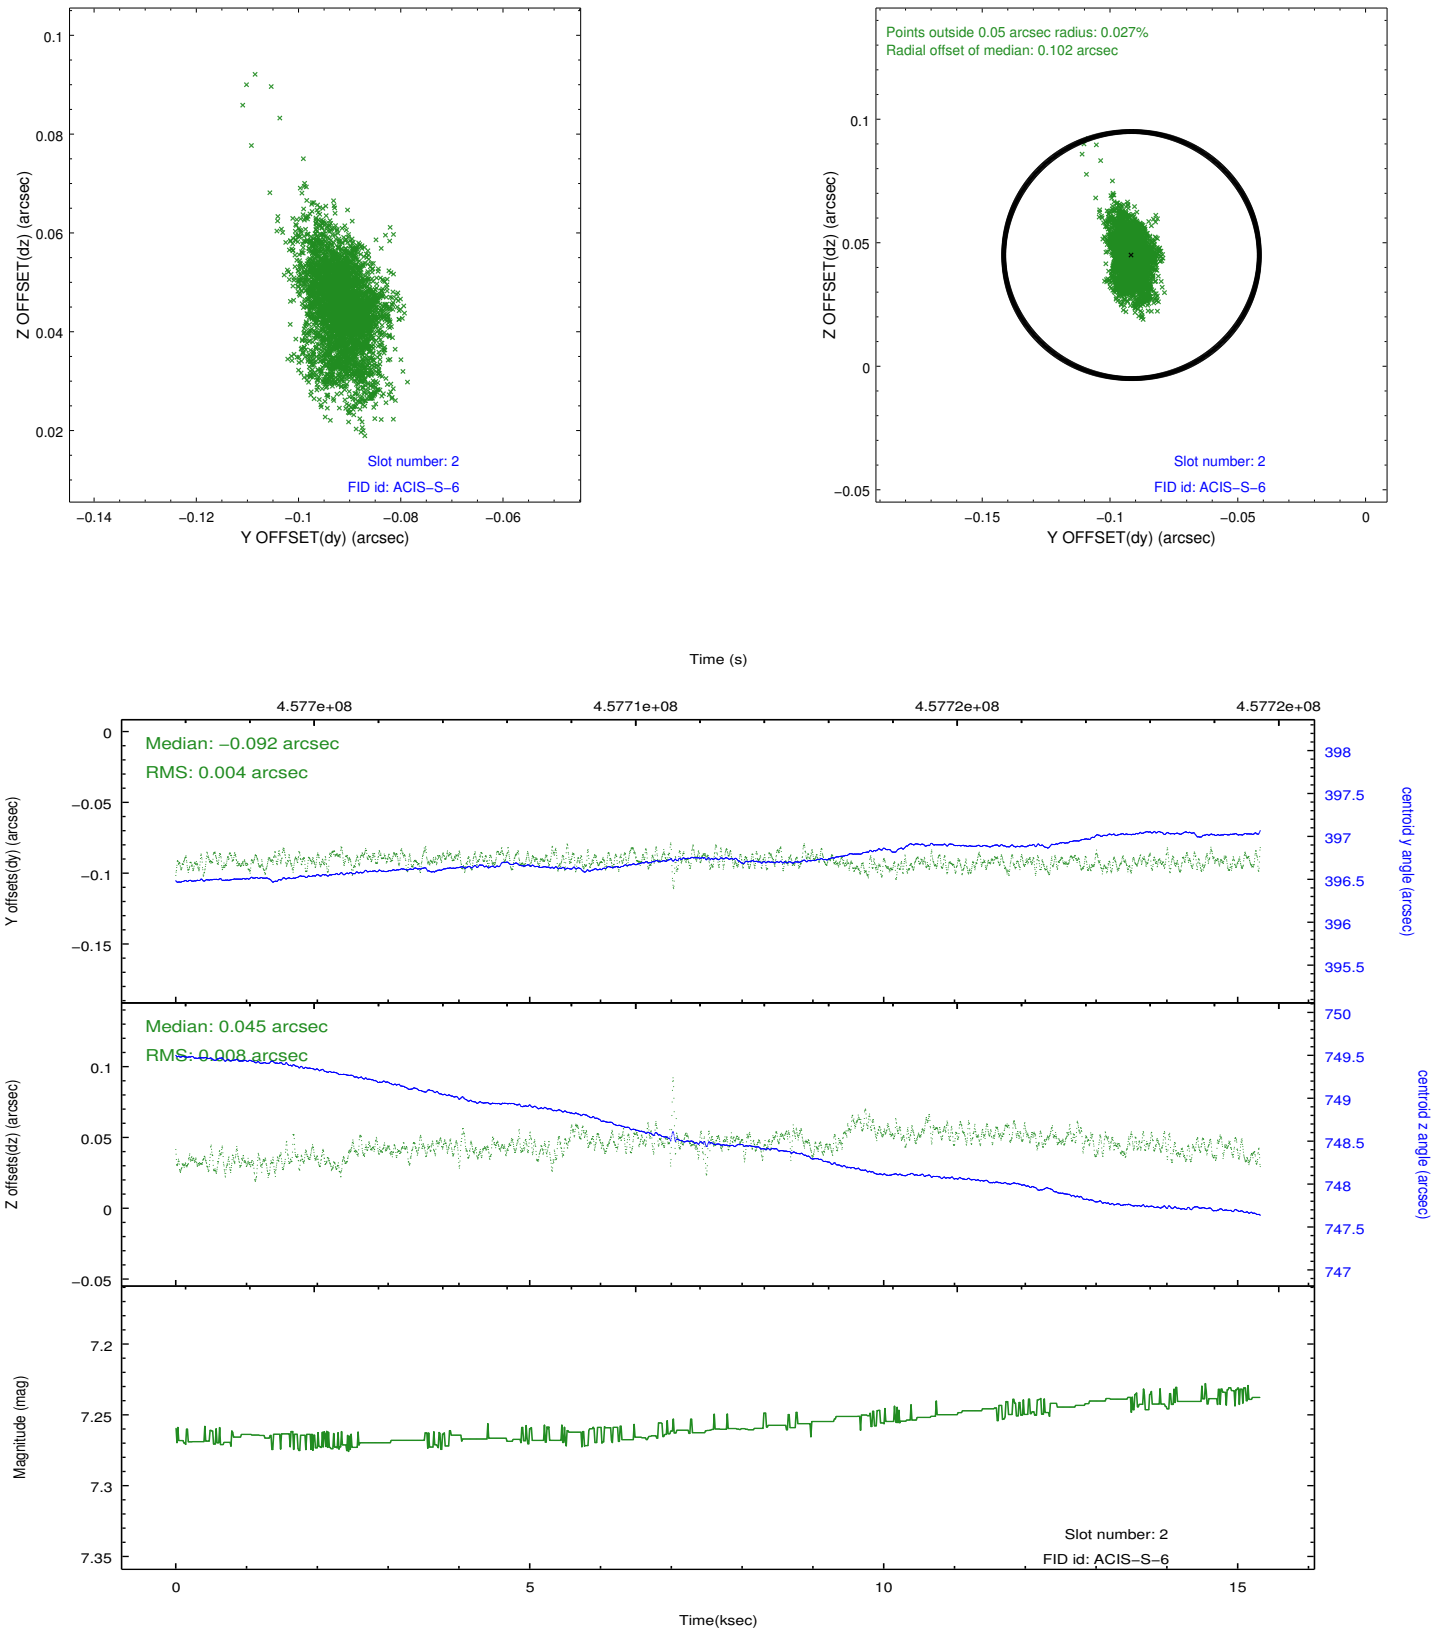 0.1
0.08
0.06
0.04
0.02
Z OFFSET(dz) (arcsec)
−0.14
−0.12
−0.1
−0.08
−0.06
Y OFFSET(dy) (arcsec)
Slot number: 2
FID id: ACIS−S−6
Points outside 0.05 arcsec radius: 0.027%
Radial offset of median: 0.102 arcsec
0.1
0.05
0
−0.05
Z OFFSET(dz) (arcsec)
−0.15
−0.1
−0.05
0
Y OFFSET(dy) (arcsec)
Slot number: 2
FID id: ACIS−S−6
Time (s)
4.577e+08
4.5771e+08
4.5772e+08
4.5772e+08
Median: −0.092 arcsec
RMS: 0.004 arcsec
0
−0.05
−0.1
−0.15
Y offsets(dy) (arcsec)
398
397.5
397
396.5
396
395.5
centroid y angle (arcsec)
Median: 0.045 arcsec
RMS: 0.008 arcsec
0.1
0.05
0
−0.05
Z offsets(dz) (arcsec)
750
749.5
749
748.5
748
747.5
747
centroid z angle (arcsec)
7.2
7.25
7.3
7.35
Magnitude (mag)
Slot number: 2
FID id: ACIS−S−6
0
5
10
15
Time(ksec)